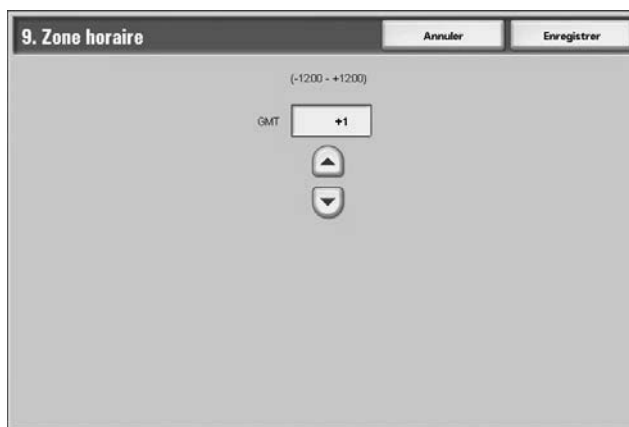 9. Zone horaire Annuler Enregistrer
(-1200 - +1200)
GMT +1